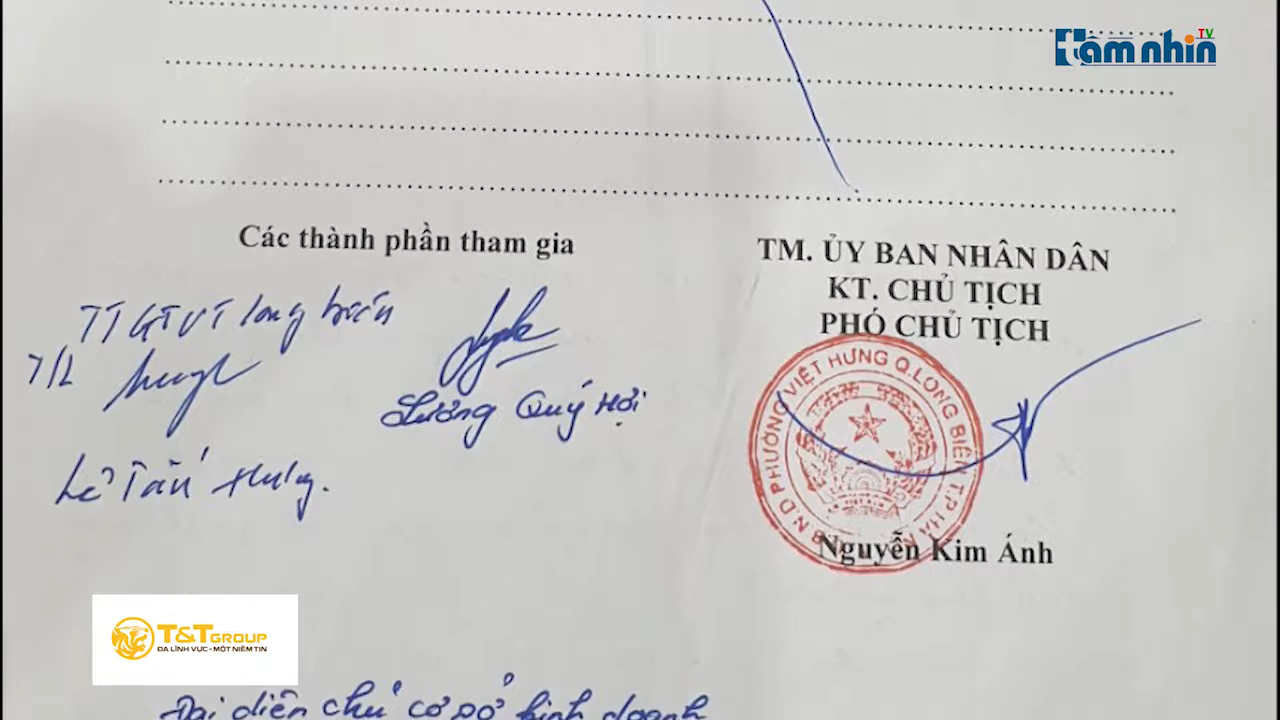 tầm nhìn TV
Các thành phần tham gia
TM. ỦY BAN NHÂN DÂN
KT. CHỦ TỊCH
PHÓ CHỦ TỊCH
TTGTVT Long Biên
T/L
Lương Quý Hợi
Lê Tấn Hưng.
U.B.N.D PHƯỜNG VIỆT HƯNG Q.LONG BIÊN T.P HÀ NỘI
Nguyễn Kim Ánh
T&T GROUP
ĐA LĨNH VỰC - MỘT NIỀM TIN
Đại diện chủ cơ sở kinh doanh